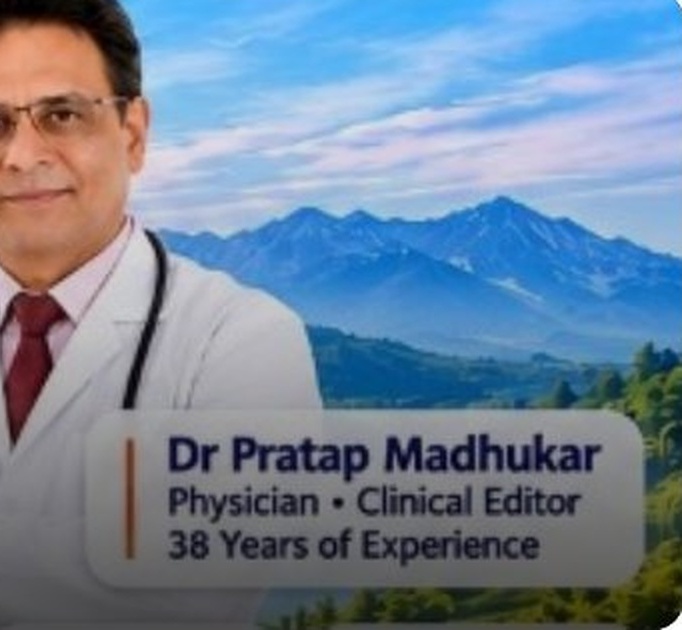 Dr Pratap Madhukar
Physician • Clinical Editor
38 Years of Experience